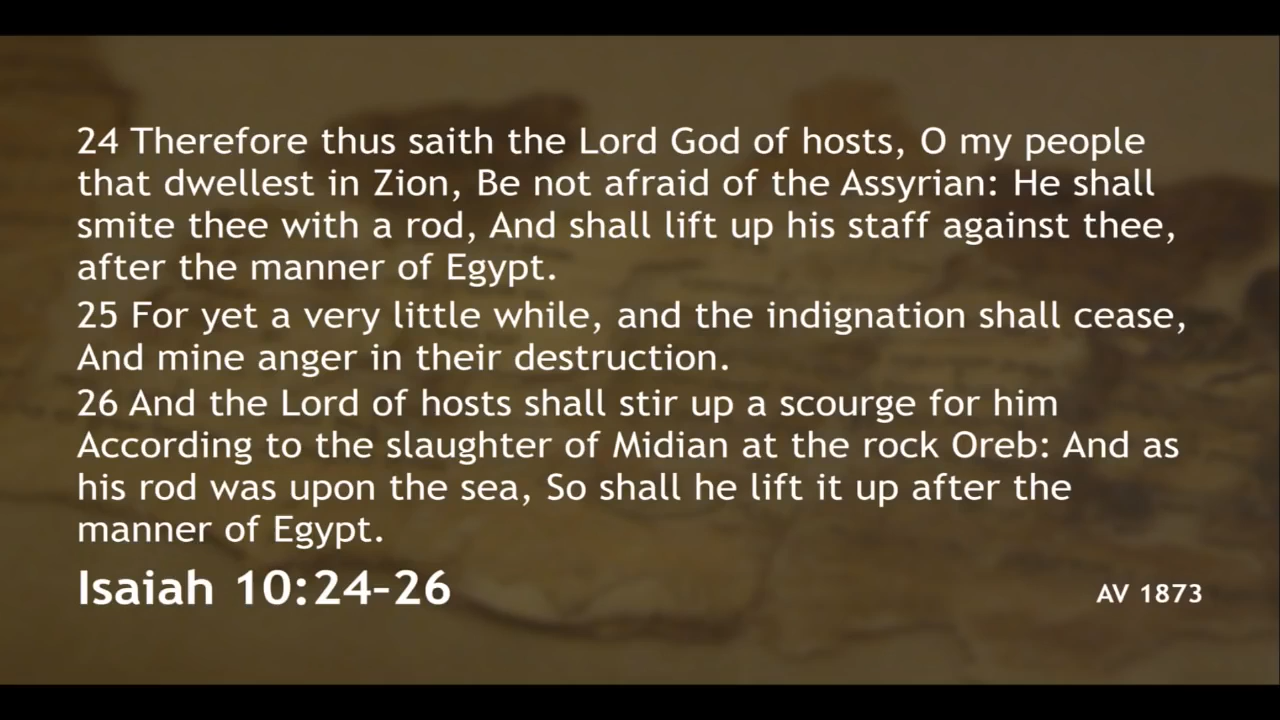 24 Therefore thus saith the Lord God of hosts, O my people
that dwellest in Zion, Be not afraid of the Assyrian: He shall
smite thee with a rod, And shall lift up his staff against thee,
after the manner of Egypt.
25 For yet a very little while, and the indignation shall cease,
And mine anger in their destruction.
26 And the Lord of hosts shall stir up a scourge for him
According to the slaughter of Midian at the rock Oreb: And as
his rod was upon the sea, So shall he lift it up after the
manner of Egypt.
Isaiah 10:24-26
AV 1873